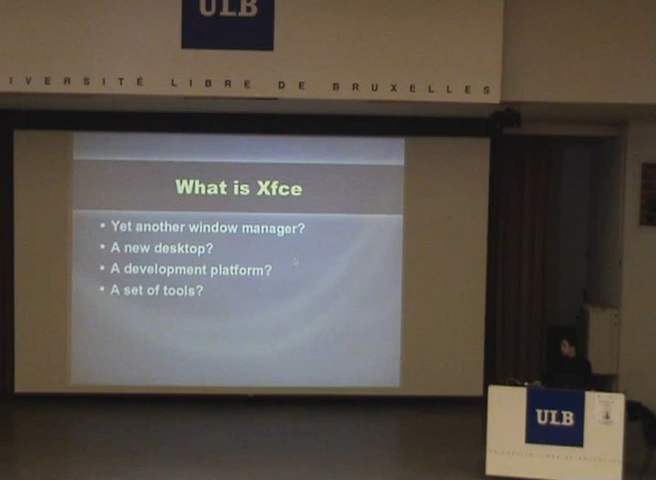 ULB
IVERSITÉ LIBRE DE BRUXELLES
What is Xfce
• Yet another window manager?
• A new desktop?
• A development platform?
• A set of tools?
ULB